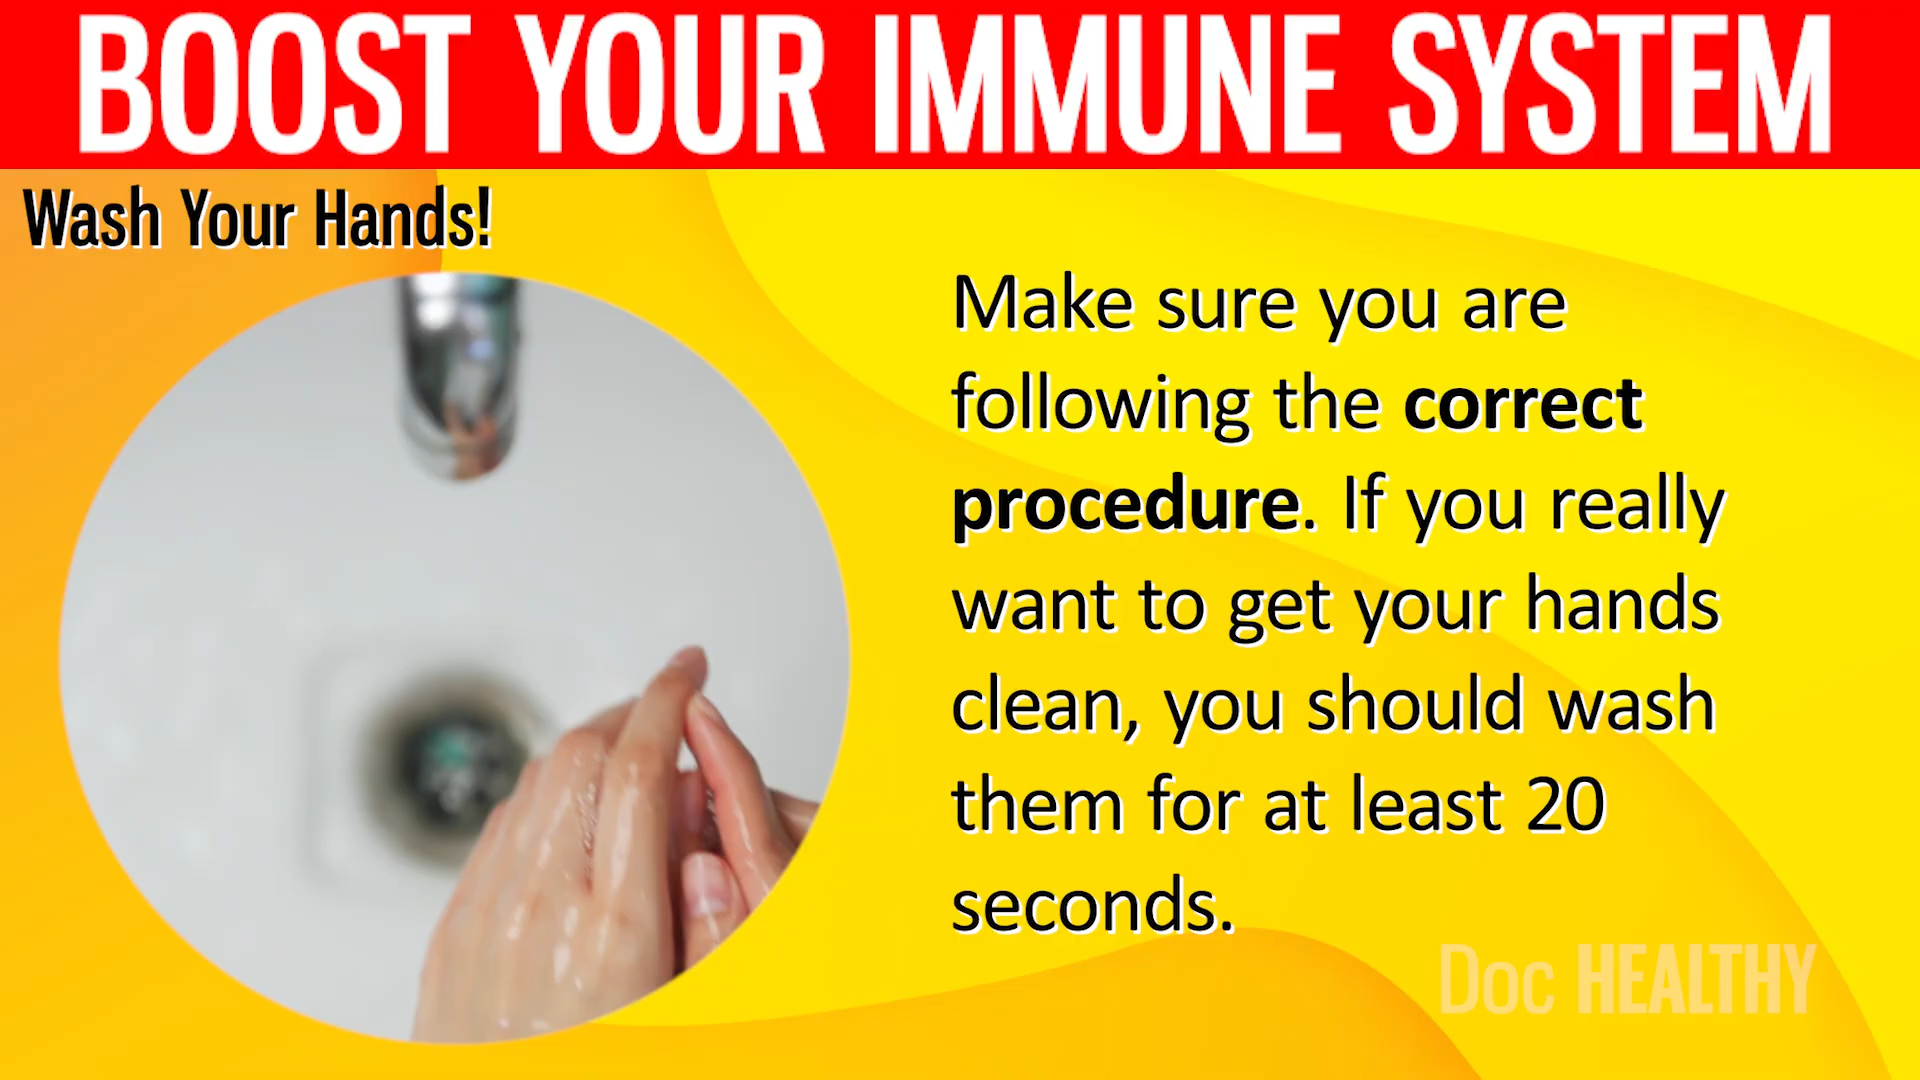 BOOST YOUR IMMUNE SYSTEM
Wash Your Hands!
Make sure you are
following the correct
procedure. If you really
want to get your hands
clean, you should wash
them for at least 20
seconds.
Doc HEALTHY